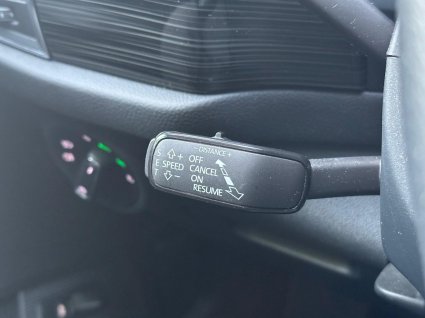 - DISTANCE +
S E T
+
SPEED
-
OFF
CANCEL
ON
RESUME